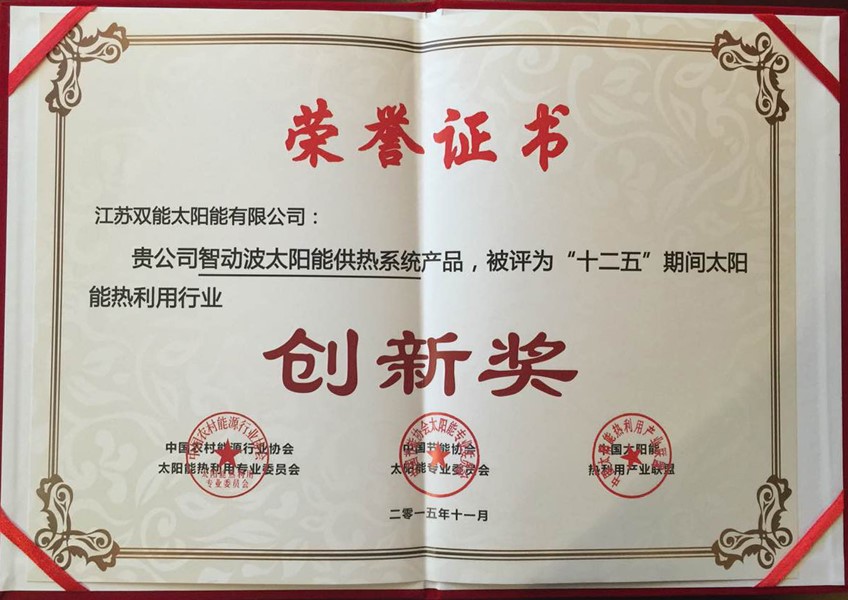 荣誉证书
江苏双能太阳能有限公司：
贵公司智动波太阳能供热系统产品，被评为“十二五”期间太阳
能热利用行业
创新奖
中国农村能源行业协会
太阳能热利用专业委员会
中国节能协会
太阳能专业委员会
全国太阳能
热利用产业联盟
二零一五年十一月